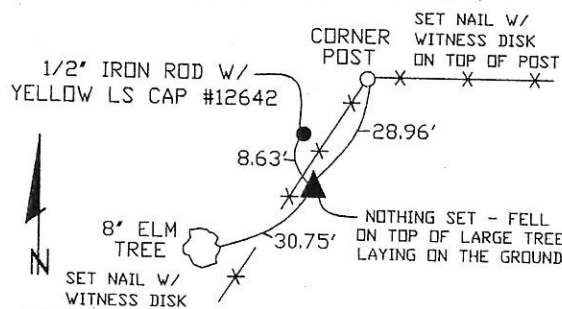 SET NAIL W/
WITNESS DISK
ON TOP OF POST
CORNER
POST
1/2" IRON ROD W/
YELLOW LS CAP #12642
28.96'
8.63'
NOTHING SET - FELL
ON TOP OF LARGE TREE
LAYING ON THE GROUND
8" ELM
TREE
30.75'
N
SET NAIL W/
WITNESS DISK